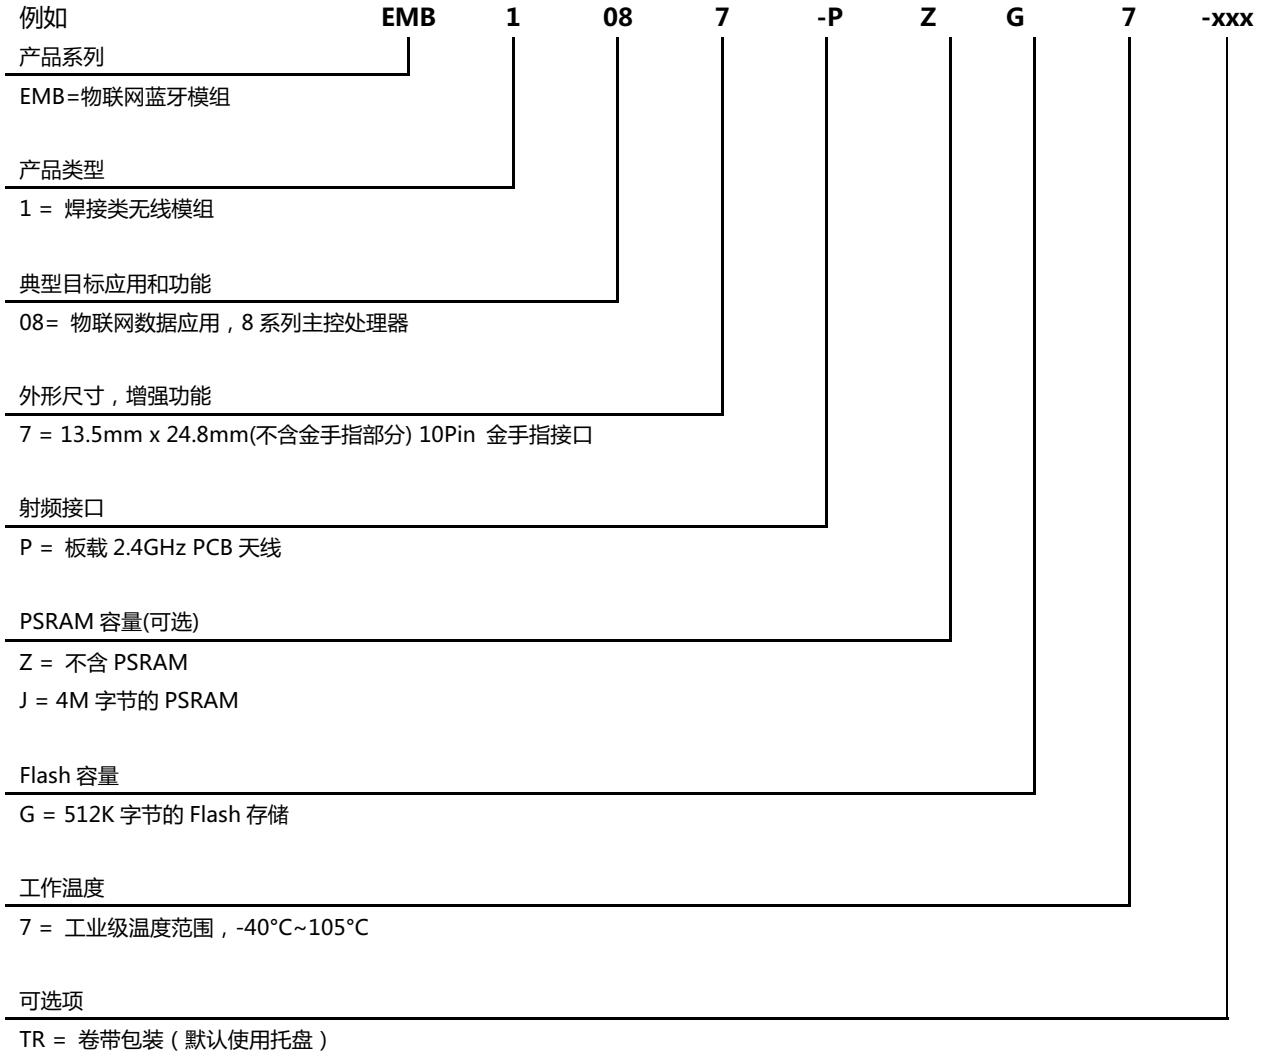 例如 EMB 1 08 7 -P Z G 7 -xxx
产品系列
EMB=物联网蓝牙模组
产品类型
1 = 焊接类无线模组
典型目标应用和功能
08= 物联网数据应用，8 系列主控处理器
外形尺寸，增强功能
7 = 13.5mm x 24.8mm(不含金手指部分) 10Pin 金手指接口
射频接口
P = 板载 2.4GHz PCB 天线
PSRAM 容量(可选)
Z = 不含 PSRAM
J = 4M 字节的 PSRAM
Flash 容量
G = 512K 字节的 Flash 存储
工作温度
7 = 工业级温度范围，-40°C~105°C
可选项
TR = 卷带包装（默认使用托盘）